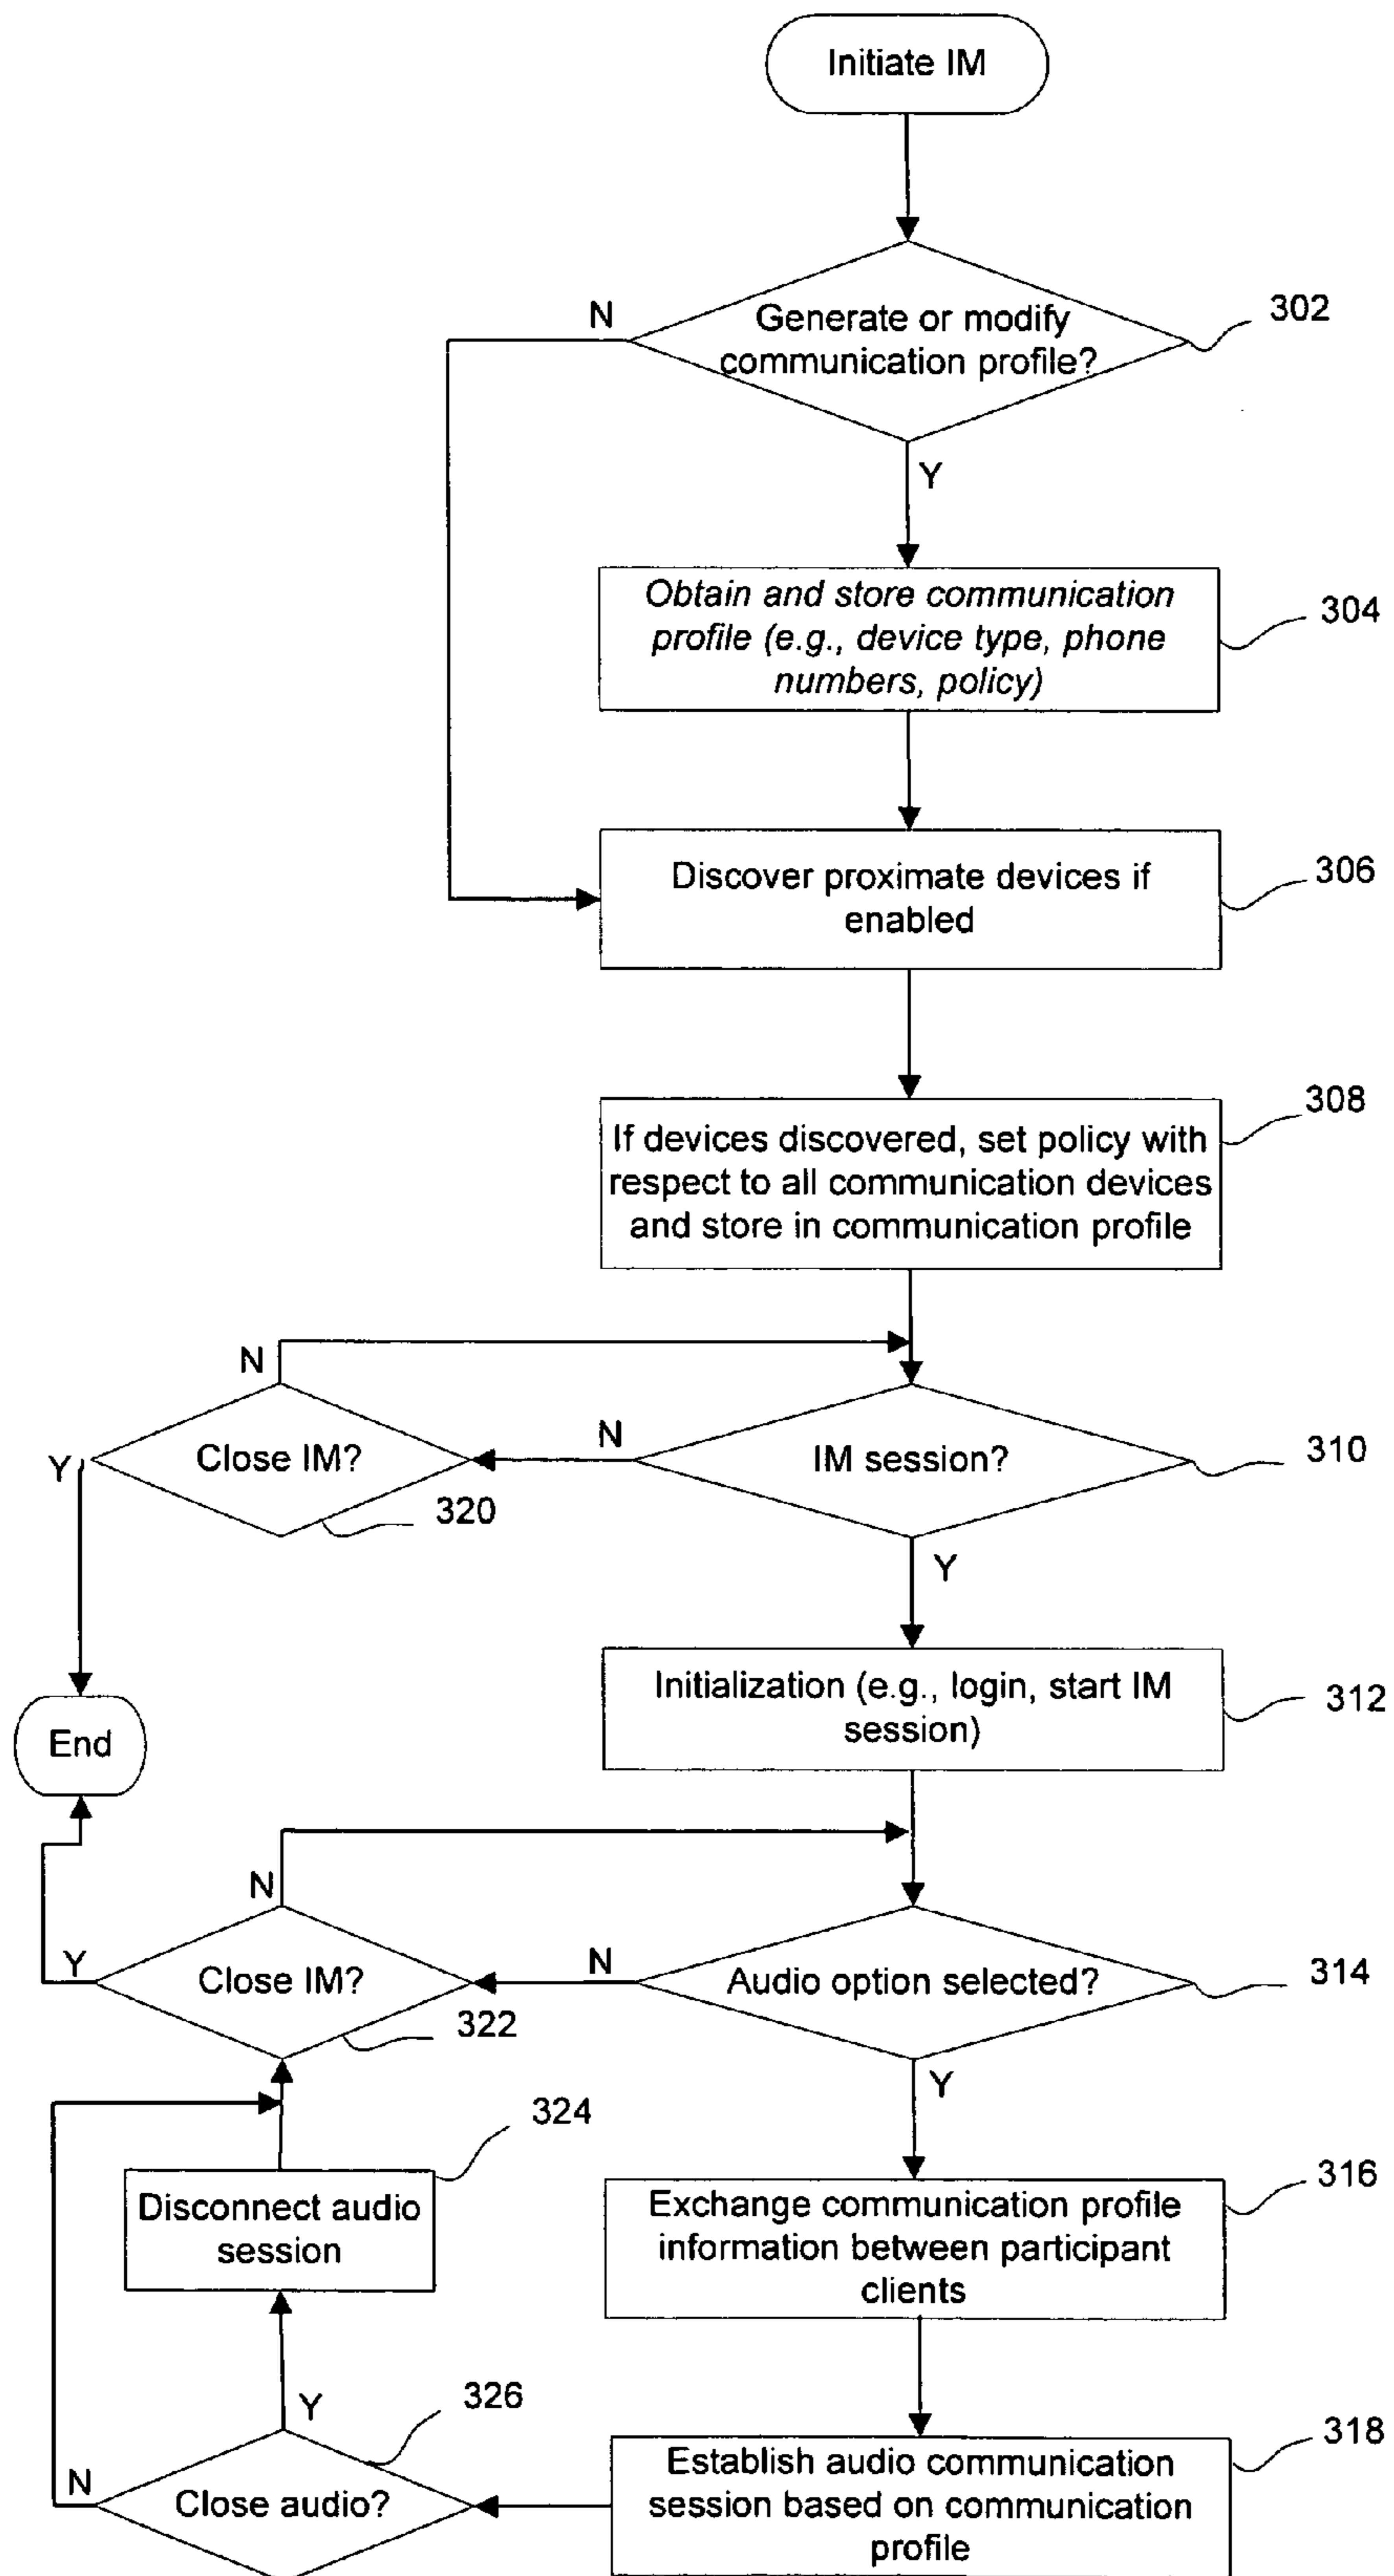 Initiate IM
Generate or modify
communication profile?
302
N
Y
Obtain and store communication
profile (e.g., device type, phone
numbers, policy)
304
Discover proximate devices if
enabled
306
If devices discovered, set policy with
respect to all communication devices
and store in communication profile
308
N
Close IM?
Y
320
N
IM session?
310
Y
Initialization (e.g., login, start IM
session)
312
End
N
Close IM?
Y
322
N
Audio option selected?
314
Y
324
Disconnect audio
session
Exchange communication profile
information between participant
clients
316
Y
326
N
Close audio?
Establish audio communication
session based on communication
profile
318